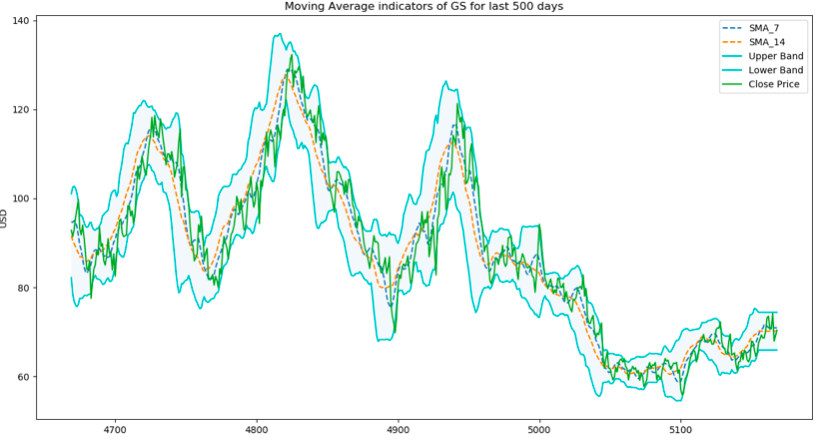 Moving Average indicators of GS for last 500 days
140
120
100
80
60
USD
4700
4800
4900
5000
5100
SMA_7
SMA_14
Upper Band
Lower Band
Close Price